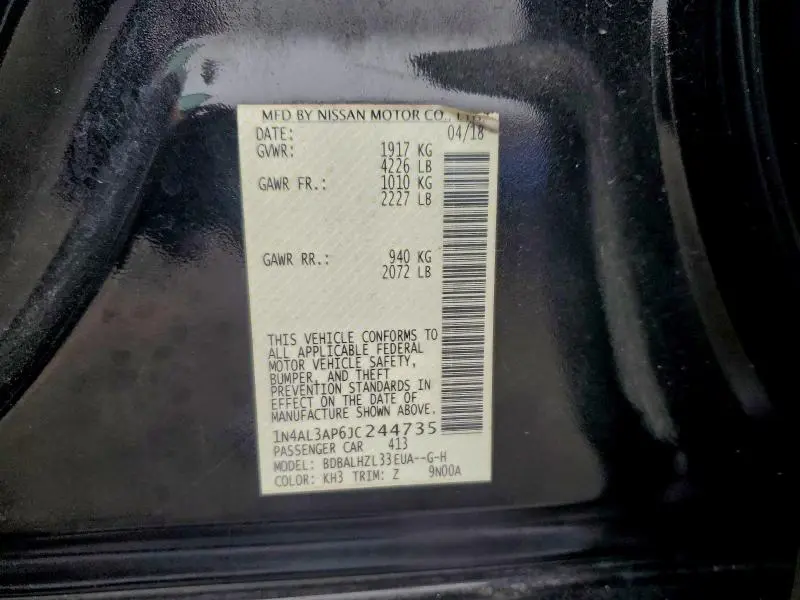 MFD BY NISSAN MOTOR CO., LTD.
DATE: 04/18
GVWR: 1917 KG
4226 LB
GAWR FR.: 1010 KG
2227 LB
GAWR RR.: 940 KG
2072 LB
THIS VEHICLE CONFORMS TO
ALL APPLICABLE FEDERAL
MOTOR VEHICLE SAFETY,
BUMPER, AND THEFT
PREVENTION STANDARDS IN
EFFECT ON THE DATE OF
MANUFACTURE SHOWN ABOVE.
1N4AL3AP6JC244735
PASSENGER CAR 413
MODEL: BDBALHZL33EUA--G-H
COLOR: KH3 TRIM: Z 9N00A